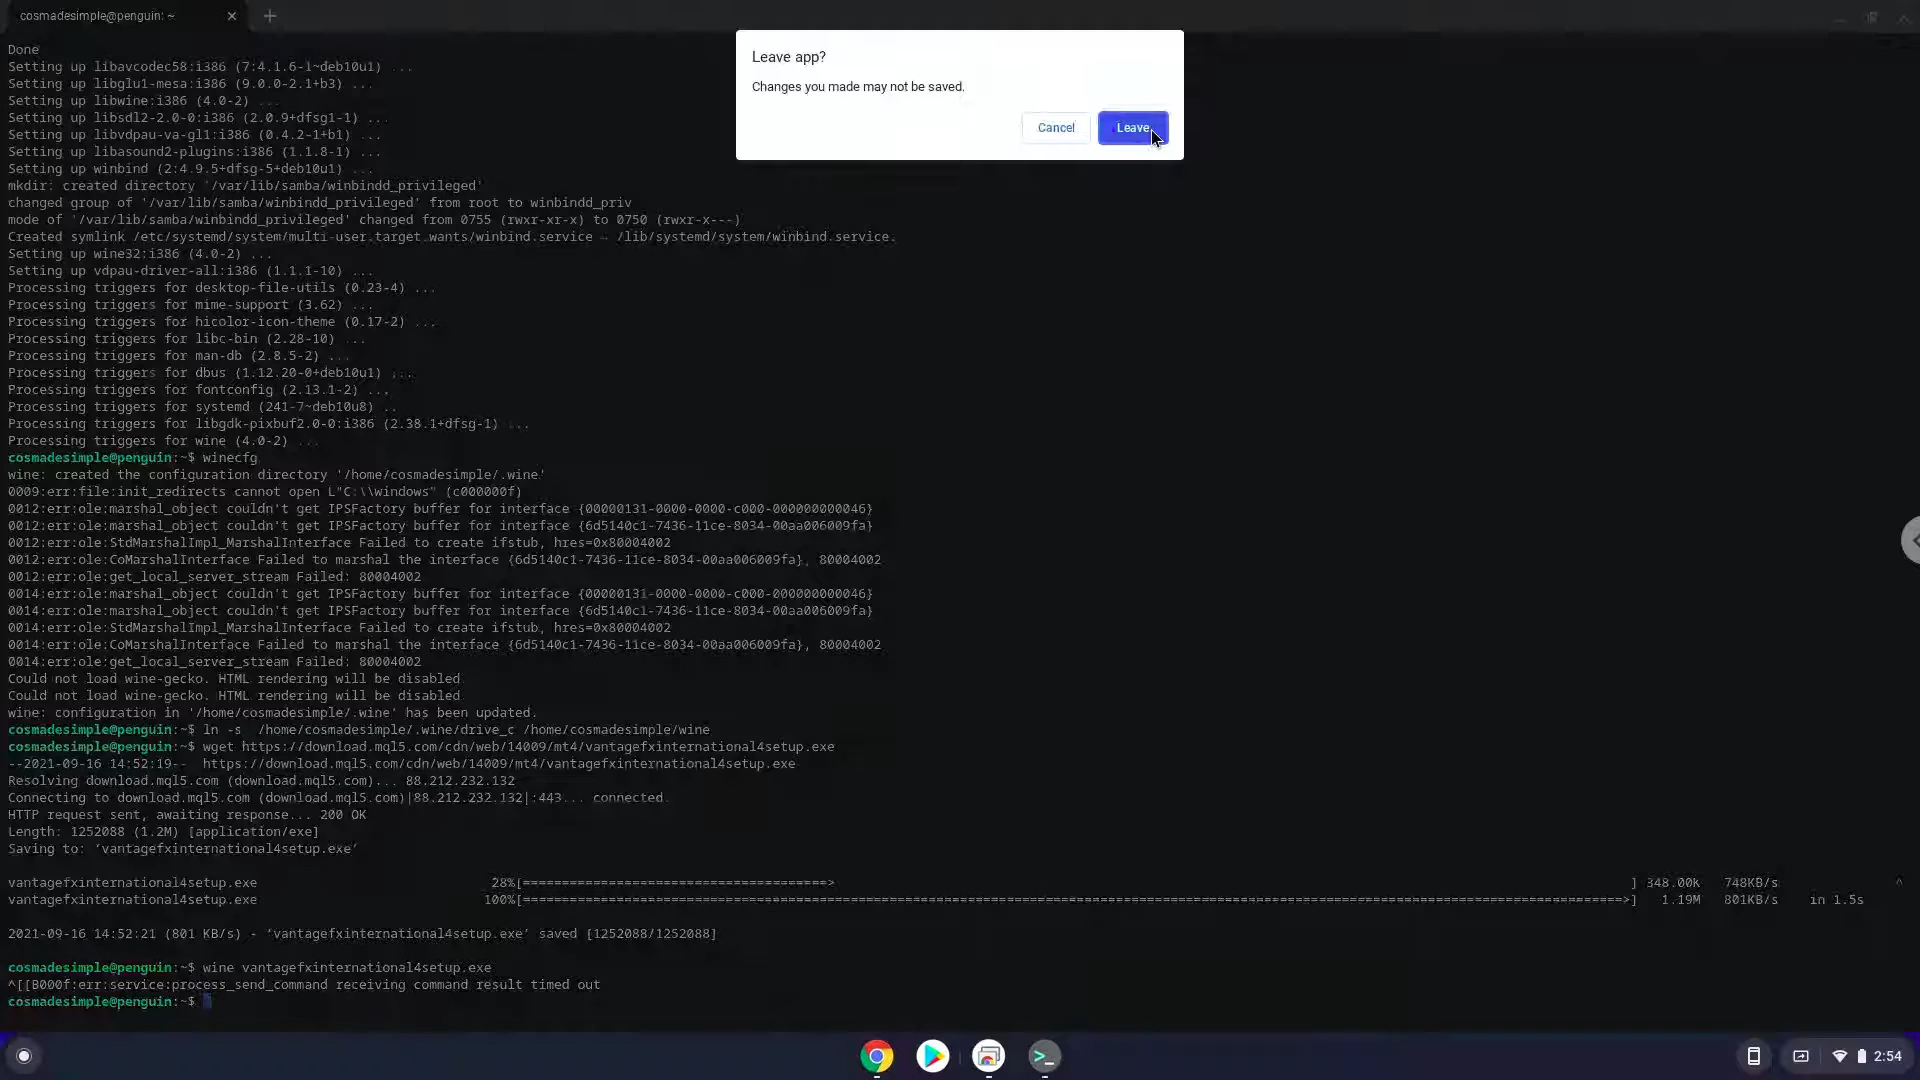 cosmadesimple@penguin: ~
Leave app?
Changes you made may not be saved.
Cancel
Leave
Done
Setting up libavcodec58:i386 (7:4.1.6-1~deb10u1) ...
Setting up libglu1-mesa:i386 (9.0.0-2.1+b3) ...
Setting up libwine:i386 (4.0-2) ...
Setting up libsdl2-2.0-0:i386 (2.0.9+dfsg1-1) ...
Setting up libvdpau-va-gl1:i386 (0.4.2-1+b1) ...
Setting up libasound2-plugins:i386 (1.1.8-1) ...
Setting up winbind (2:4.9.5+dfsg-5+deb10u1) ...
mkdir: created directory '/var/lib/samba/winbindd_privileged'
changed group of '/var/lib/samba/winbindd_privileged' from root to winbindd_priv
mode of '/var/lib/samba/winbindd_privileged' changed from 0755 (rwxr-xr-x) to 0750 (rwxr-x---)
Created symlink /etc/systemd/system/multi-user.target.wants/winbind.service → /lib/systemd/system/winbind.service.
Setting up wine32:i386 (4.0-2) ...
Setting up vdpau-driver-all:i386 (1.1.1-10) ...
Processing triggers for desktop-file-utils (0.23-4) ...
Processing triggers for mime-support (3.62) ...
Processing triggers for hicolor-icon-theme (0.17-2) ...
Processing triggers for libc-bin (2.28-10) ...
Processing triggers for man-db (2.8.5-2) ...
Processing triggers for dbus (1.12.20-0+deb10u1) ...
Processing triggers for fontconfig (2.13.1-2) ...
Processing triggers for systemd (241-7~deb10u8) ...
Processing triggers for libgdk-pixbuf2.0-0:i386 (2.38.1+dfsg-1) ...
Processing triggers for wine (4.0-2) ...
cosmadesimple@penguin:~$ winecfg
wine: created the configuration directory '/home/cosmadesimple/.wine'
0009:err:file:init_redirects cannot open L"C:\\windows" (c000000f)
0012:err:ole:marshal_object couldn't get IPSFactory buffer for interface {00000131-0000-0000-c000-000000000046}
0012:err:ole:marshal_object couldn't get IPSFactory buffer for interface {6d5140c1-7436-11ce-8034-00aa006009fa}
0012:err:ole:StdMarshalImpl_MarshalInterface Failed to create ifstub, hres=0x80004002
0012:err:ole:CoMarshalInterface Failed to marshal the interface {6d5140c1-7436-11ce-8034-00aa006009fa}, 80004002
0012:err:ole:get_local_server_stream Failed: 80004002
0014:err:ole:marshal_object couldn't get IPSFactory buffer for interface {00000131-0000-0000-c000-000000000046}
0014:err:ole:marshal_object couldn't get IPSFactory buffer for interface {6d5140c1-7436-11ce-8034-00aa006009fa}
0014:err:ole:StdMarshalImpl_MarshalInterface Failed to create ifstub, hres=0x80004002
0014:err:ole:CoMarshalInterface Failed to marshal the interface {6d5140c1-7436-11ce-8034-00aa006009fa}, 80004002
0014:err:ole:get_local_server_stream Failed: 80004002
Could not load wine-gecko. HTML rendering will be disabled.
Could not load wine-gecko. HTML rendering will be disabled.
wine: configuration in '/home/cosmadesimple/.wine' has been updated.
cosmadesimple@penguin:~$ ln -s  /home/cosmadesimple/.wine/drive_c /home/cosmadesimple/wine
cosmadesimple@penguin:~$ wget https://download.mql5.com/cdn/web/14009/mt4/vantagefxinternational4setup.exe
--2021-09-16 14:52:19--  https://download.mql5.com/cdn/web/14009/mt4/vantagefxinternational4setup.exe
Resolving download.mql5.com (download.mql5.com)... 88.212.232.132
Connecting to download.mql5.com (download.mql5.com)|88.212.232.132|:443... connected.
HTTP request sent, awaiting response... 200 OK
Length: 1252088 (1.2M) [application/exe]
Saving to: ‘vantagefxinternational4setup.exe’
vantagefxinternational4setup.exe 28%[=====================================> ] 348.00k 748KB/s ^
vantagefxinternational4setup.exe 100%[=====================================================================================================================>] 1.19M 801KB/s in 1.5s
2021-09-16 14:52:21 (801 KB/s) - ‘vantagefxinternational4setup.exe’ saved [1252088/1252088]
cosmadesimple@penguin:~$ wine vantagefxinternational4setup.exe
^[[B000f:err:service:process_send_command receiving command result timed out
cosmadesimple@penguin:~$
2:54